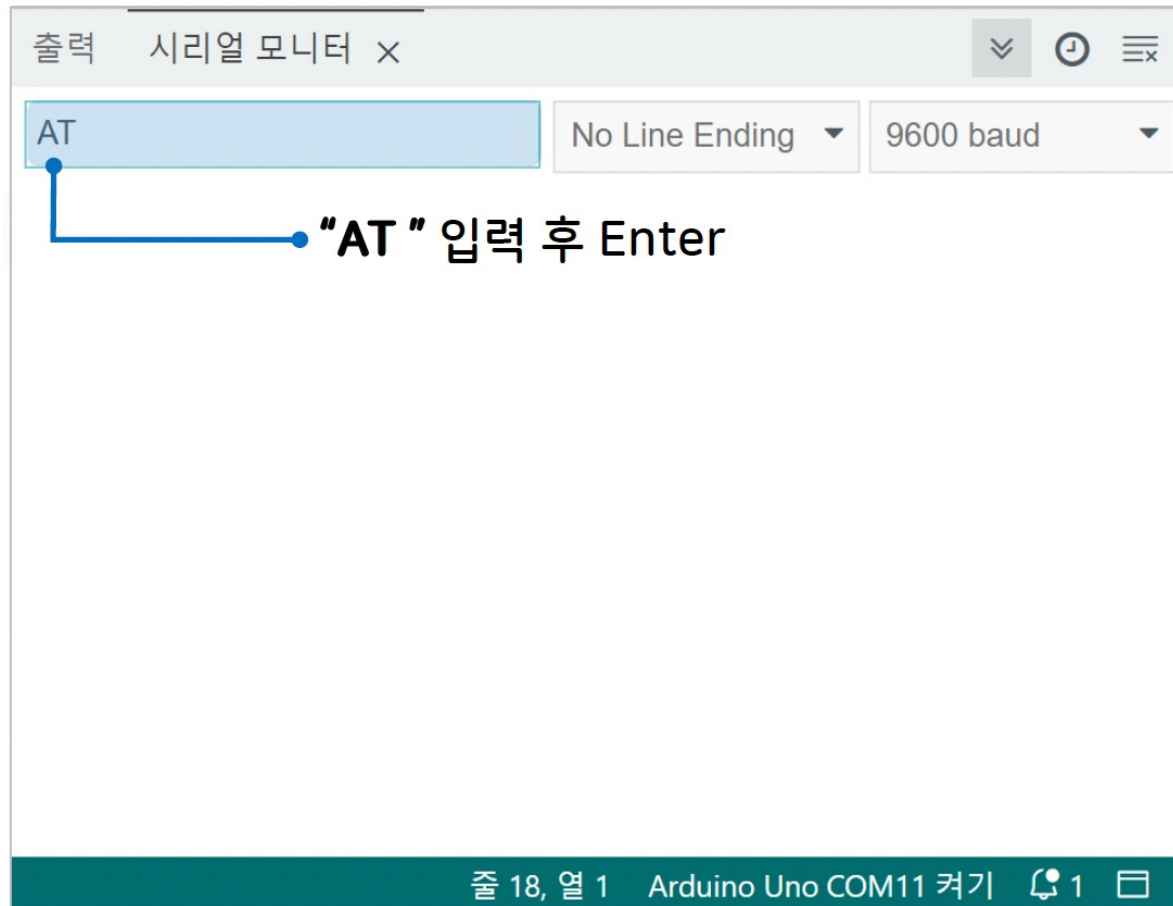 출력 시리얼 모니터 ×
AT No Line Ending 9600 baud
“AT ” 입력 후 Enter
줄 18, 열 1 Arduino Uno COM11 켜기 1